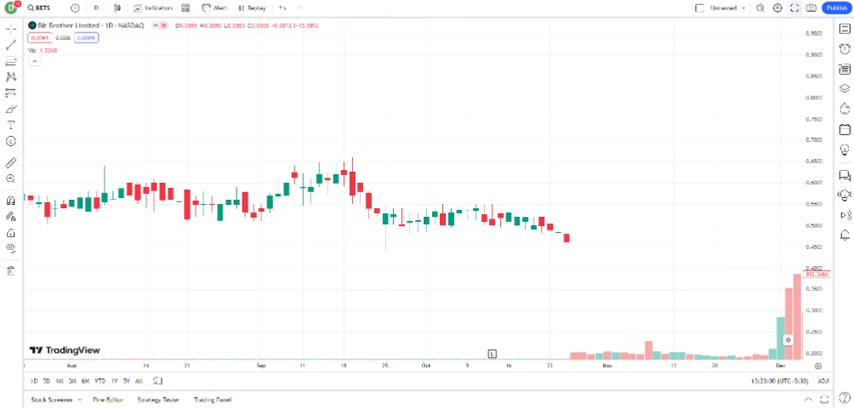 BETS D Indicators Alert Replay Unnamed Publish
Bit Brother Limited · 1D · NASDAQ
Vol
0.9500
0.9000
0.8500
0.8000
0.7500
0.7000
0.6500
0.6000
0.5500
0.5000
0.4500
0.4000
0.3500
0.3000
0.2500
0.2000
TradingView
Aug 14 21 Sep 11 18 25 Oct 9 16 23 Nov 13 20 Dec
1D 5D 1M 3M 6M YTD 1Y 5Y All
ADJ
Stock Screener Pine Editor Strategy Tester Trading Panel